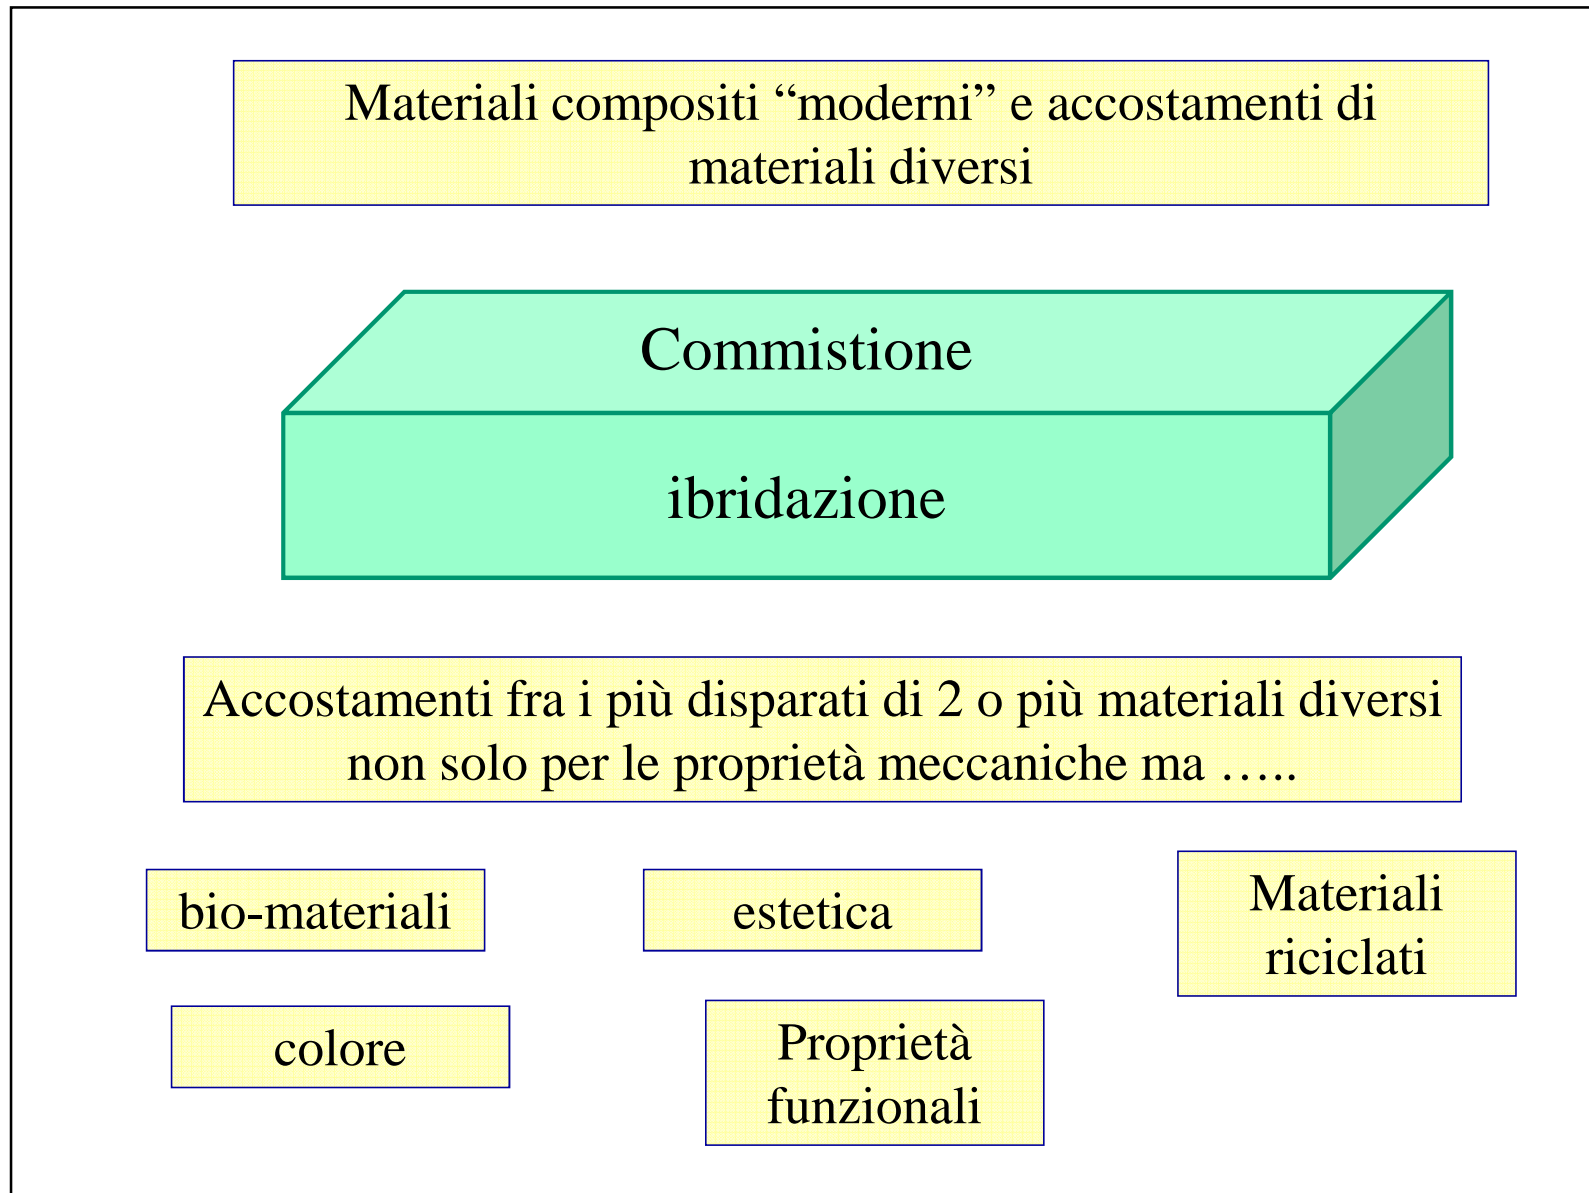 Materiali compositi “moderni” e accostamenti di
materiali diversi
Commistione
ibridazione
Accostamenti fra i più disparati di 2 o più materiali diversi
non solo per le proprietà meccaniche ma …..
bio-materiali
estetica
Materiali
riciclati
colore
Proprietà
funzionali